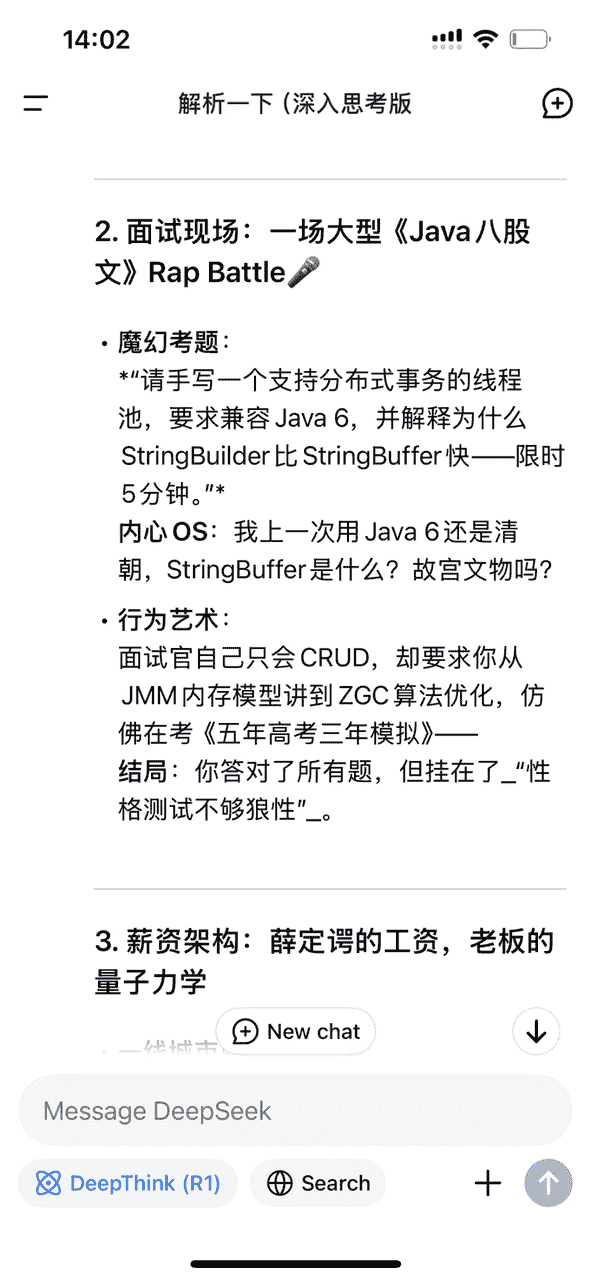 14:02
解析一下（深入思考版
2. 面试现场：一场大型《Java八股
文》Rap Battle🎤
• 魔幻考题：
*“请手写一个支持分布式事务的线程
池，要求兼容Java 6，并解释为什么
StringBuilder比StringBuffer快——限时
5分钟。”*
内心OS：我上一次用Java 6还是清
朝，StringBuffer是什么？故宫文物吗？
• 行为艺术：
面试官自己只会CRUD，却要求你从
JMM内存模型讲到ZGC算法优化，仿
佛在考《五年高考三年模拟》——
结局：你答对了所有题，但挂在了_“性
格测试不够狼性”_。
3. 薪资架构：薛定谔的工资，老板的
量子力学
• 一线城市
New chat
Message DeepSeek
DeepThink (R1)
Search